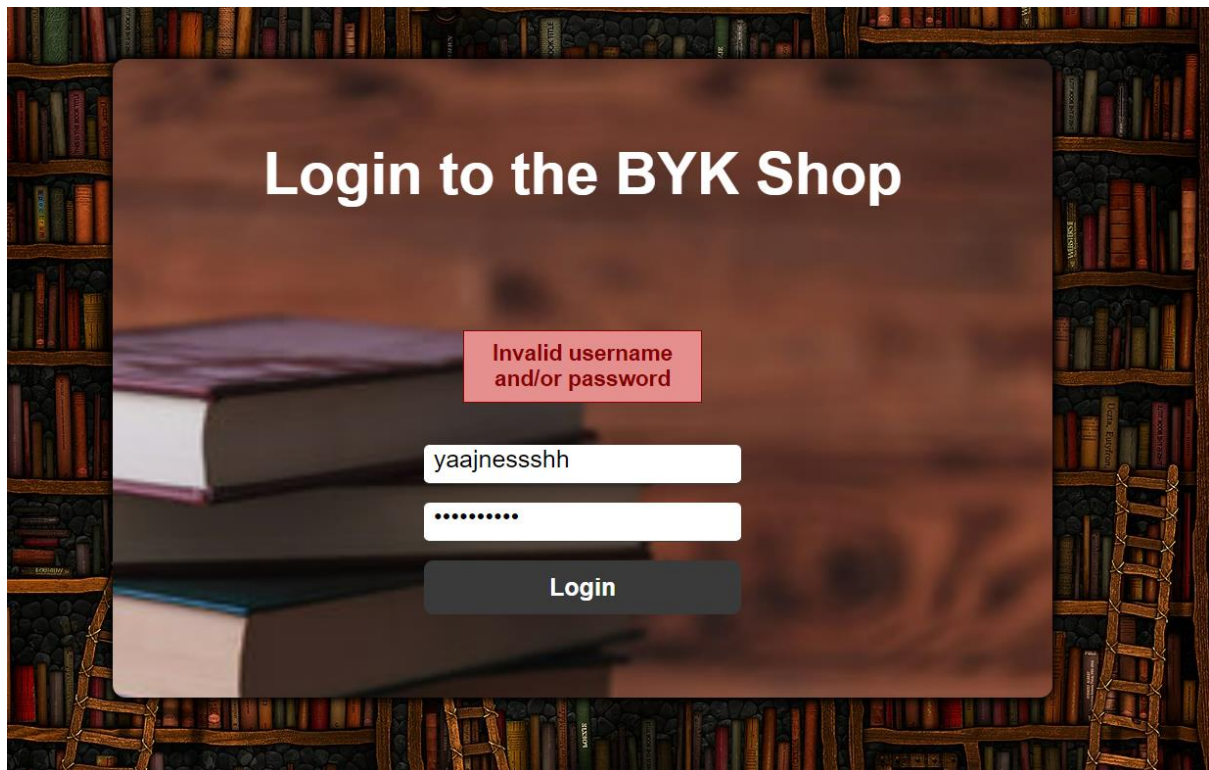 Login to the BYK Shop
Invalid username
and/or password
yaajnessshh
••••••••••
Login